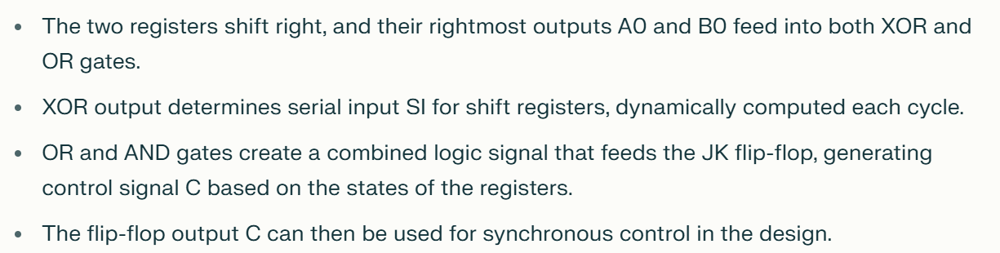 • The two registers shift right, and their rightmost outputs A0 and B0 feed into both XOR and
OR gates.
• XOR output determines serial input SI for shift registers, dynamically computed each cycle.
• OR and AND gates create a combined logic signal that feeds the JK flip-flop, generating
control signal C based on the states of the registers.
• The flip-flop output C can then be used for synchronous control in the design.